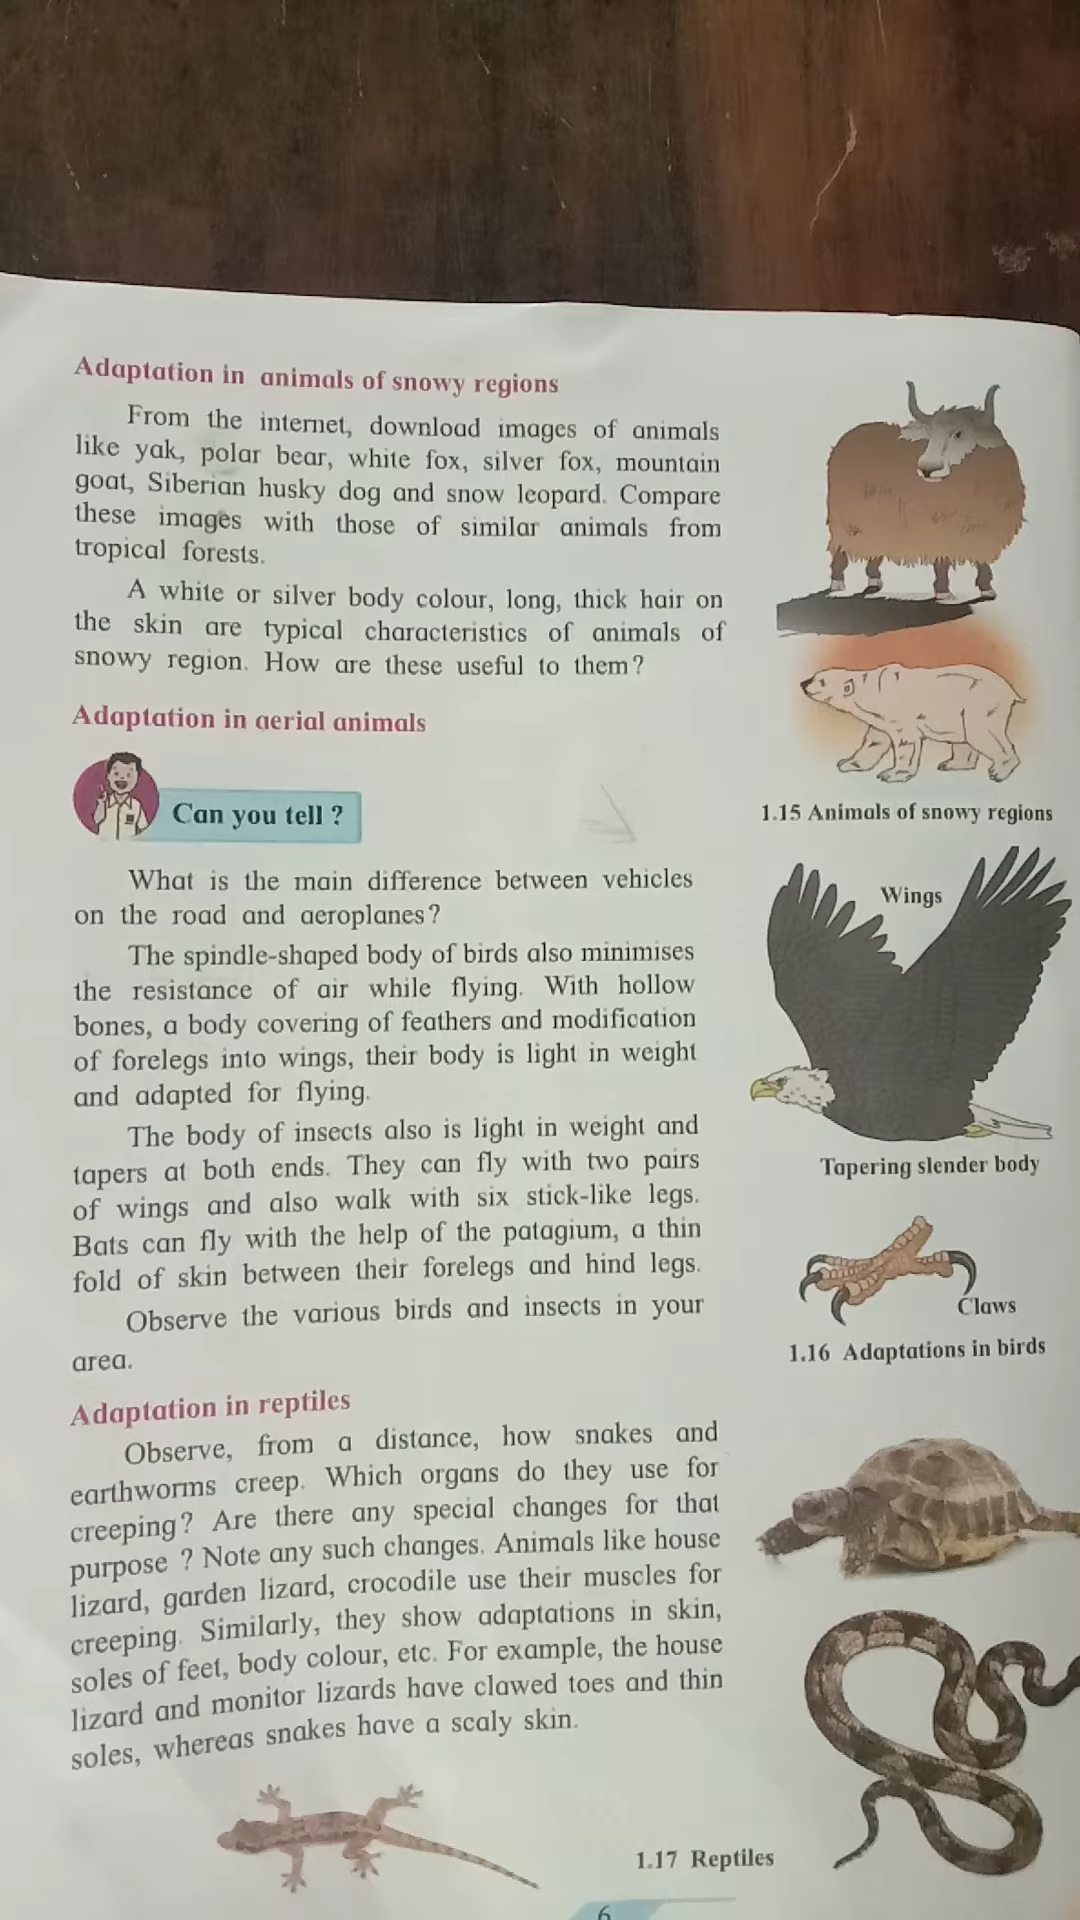 Adaptation in animals of snowy regions
From the internet, download images of animals
like yak, polar bear, white fox, silver fox, mountain
goat, Siberian husky dog and snow leopard. Compare
these images with those of similar animals from
tropical forests.
A white or silver body colour, long, thick hair on
the skin are typical characteristics of animals of
snowy region. How are these useful to them?
1.15 Animals of snowy regions
Adaptation in aerial animals
Can you tell ?
What is the main difference between vehicles
on the road and aeroplanes?
The spindle-shaped body of birds also minimises
the resistance of air while flying. With hollow
bones, a body covering of feathers and modification
of forelegs into wings, their body is light in weight
and adapted for flying.
The body of insects also is light in weight and
tapers at both ends. They can fly with two pairs
of wings and also walk with six stick-like legs.
Bats can fly with the help of the patagium, a thin
fold of skin between their forelegs and hind legs.
Observe the various birds and insects in your
area.
Wings
Tapering slender body
Claws
1.16 Adaptations in birds
Adaptation in reptiles
Observe, from a distance, how snakes and
earthworms creep. Which organs do they use for
creeping? Are there any special changes for that
purpose ? Note any such changes. Animals like house
lizard, garden lizard, crocodile use their muscles for
creeping. Similarly, they show adaptations in skin,
soles of feet, body colour, etc. For example, the house
lizard and monitor lizards have clawed toes and thin
soles, whereas snakes have a scaly skin.
1.17 Reptiles
6